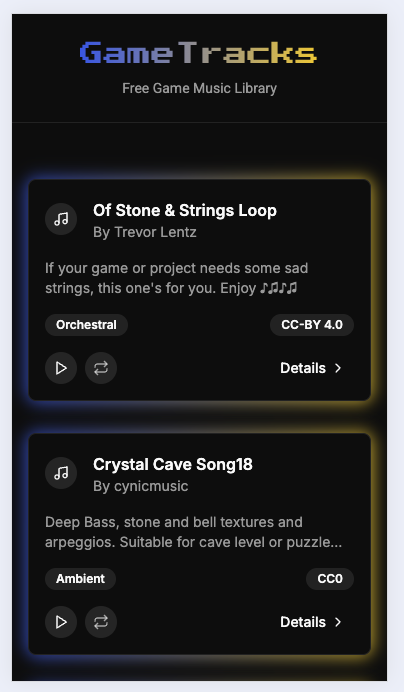 GameTracks
Free Game Music Library
Of Stone & Strings Loop
By Trevor Lentz
If your game or project needs some sad
strings, this one's for you. Enjoy ♪♫♪♫
Orchestral
CC-BY 4.0
Details
Crystal Cave Song18
By cynicmusic
Deep Bass, stone and bell textures and
arpeggios. Suitable for cave level or puzzle...
Ambient
CC0
Details